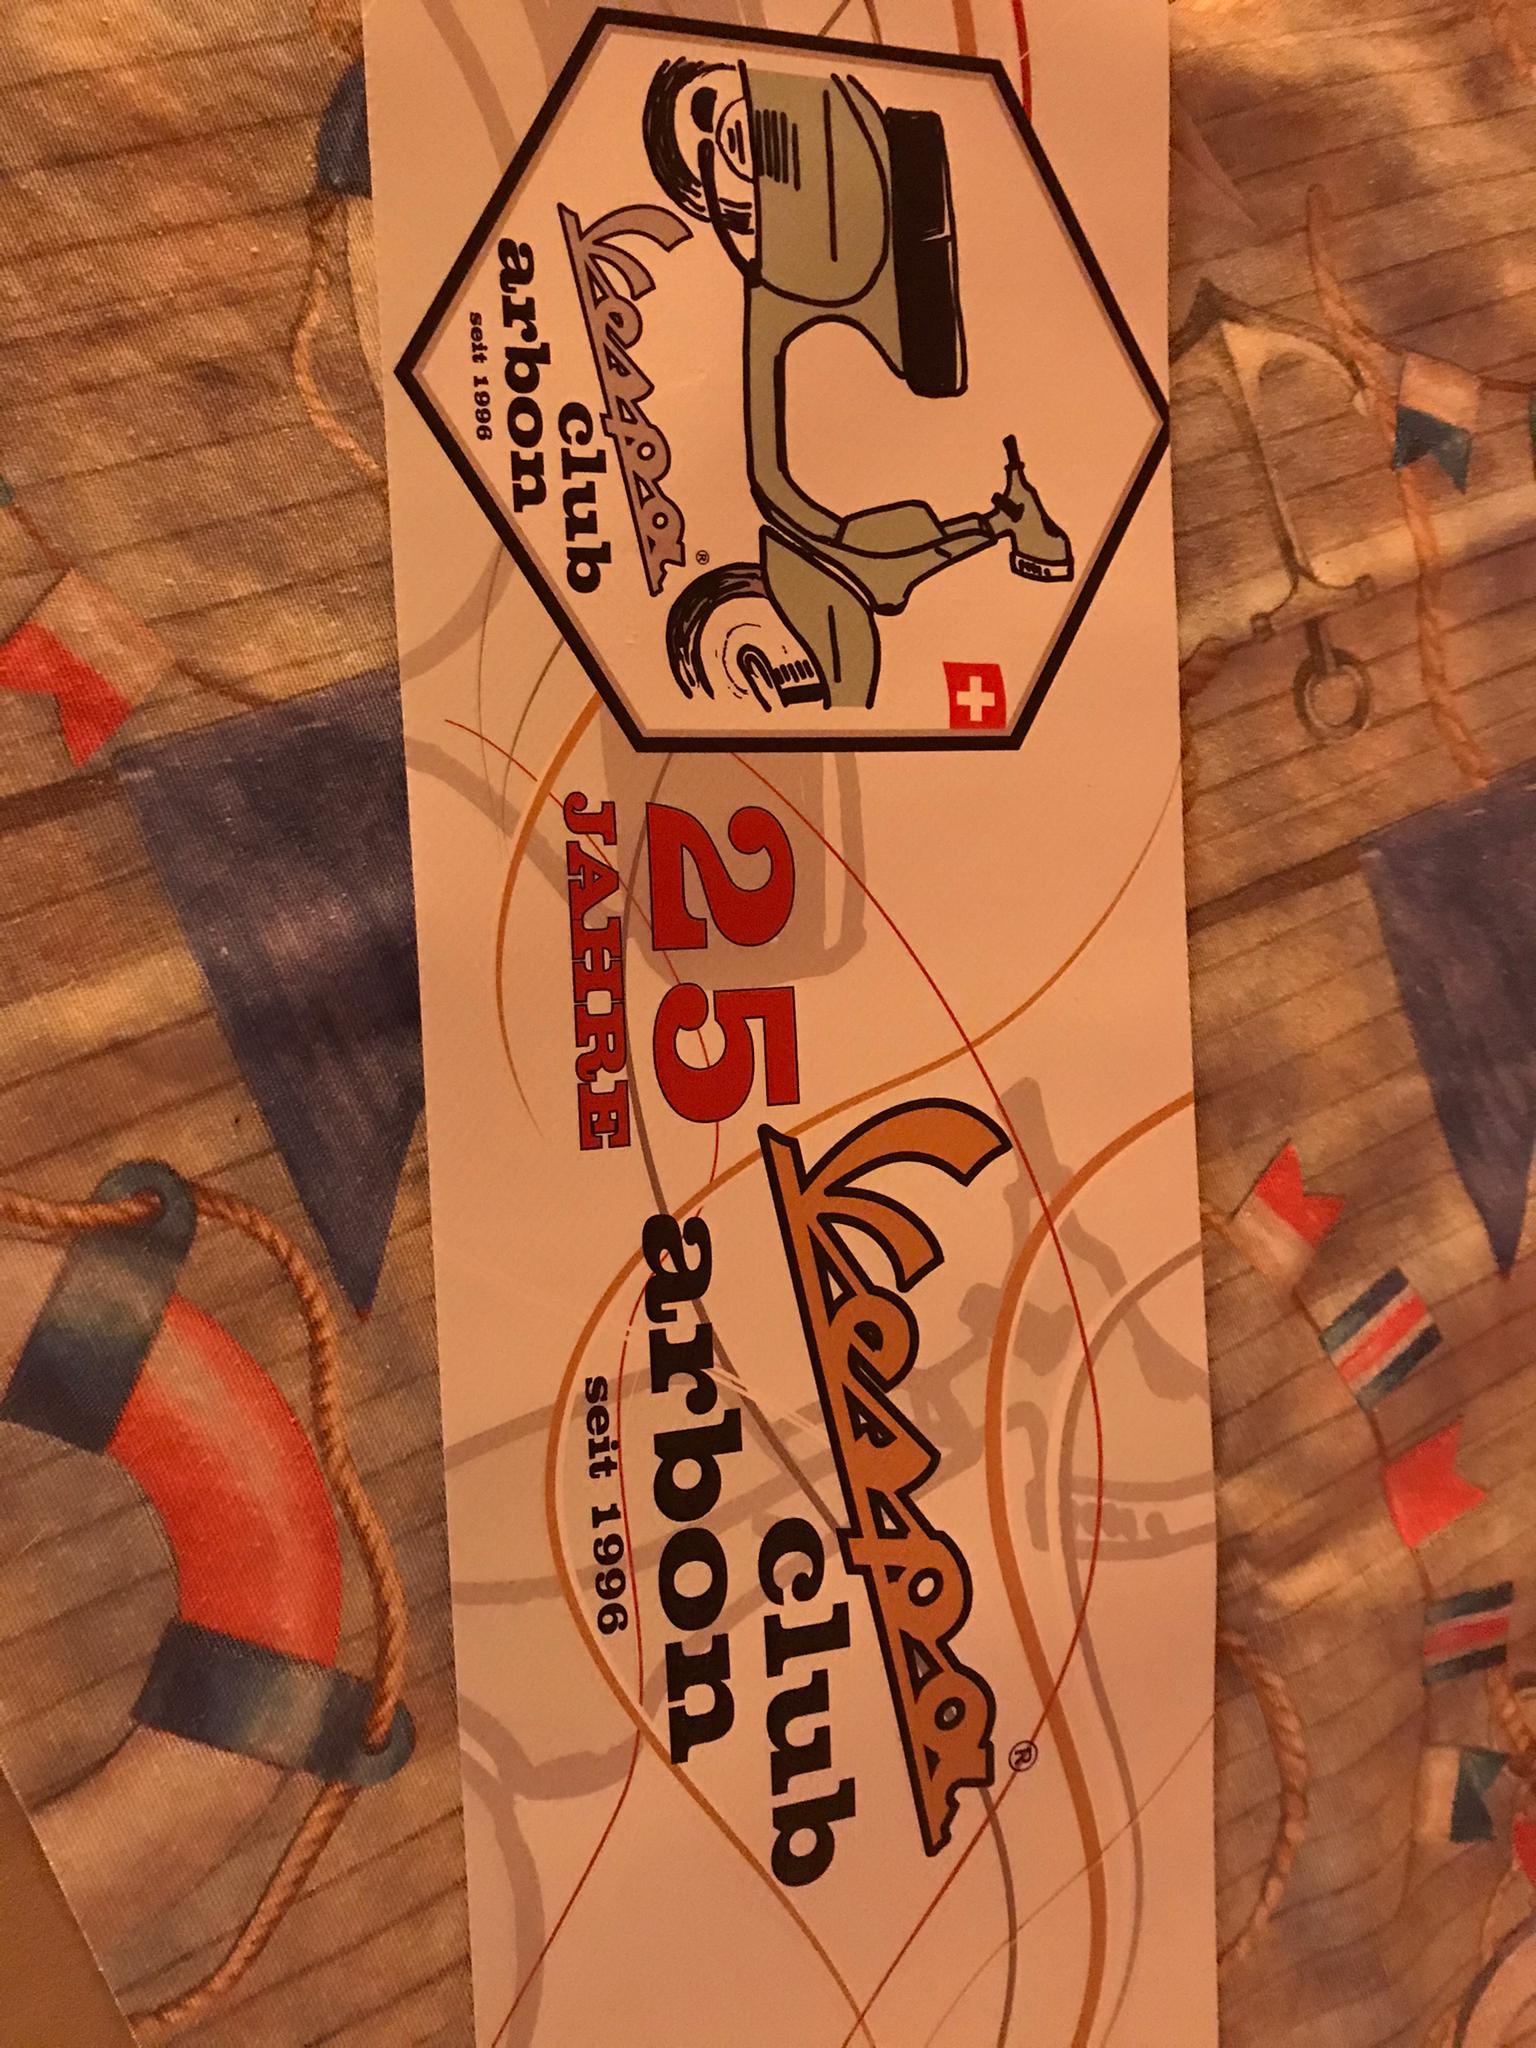 Vespa®
club
arbon
seit 1996
25
JAHRE
Vespa®
club
arbon
seit 1996